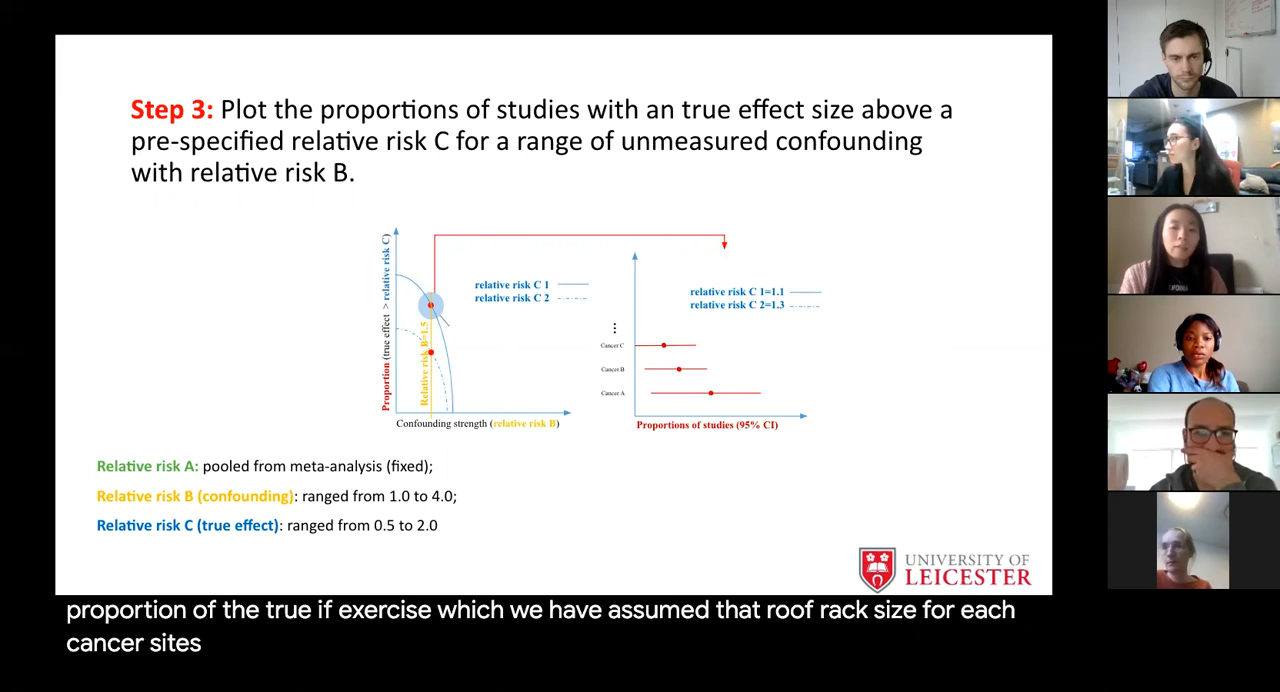 Step 3: Plot the proportions of studies with an true effect size above a
pre-specified relative risk C for a range of unmeasured confounding
with relative risk B.
Proportion (true effect > relative risk C)
Relative risk B=1.5
relative risk C 1
relative risk C 2
Confounding strength (relative risk B)
relative risk C 1=1.1
relative risk C 2=1.3
⋮
Cancer C
Cancer B
Cancer A
Proportions of studies (95% CI)
Relative risk A: pooled from meta-analysis (fixed);
Relative risk B (confounding): ranged from 1.0 to 4.0;
Relative risk C (true effect): ranged from 0.5 to 2.0
UNIVERSITY OF
LEICESTER
proportion of the true if exercise which we have assumed that roof rack size for each
cancer sites